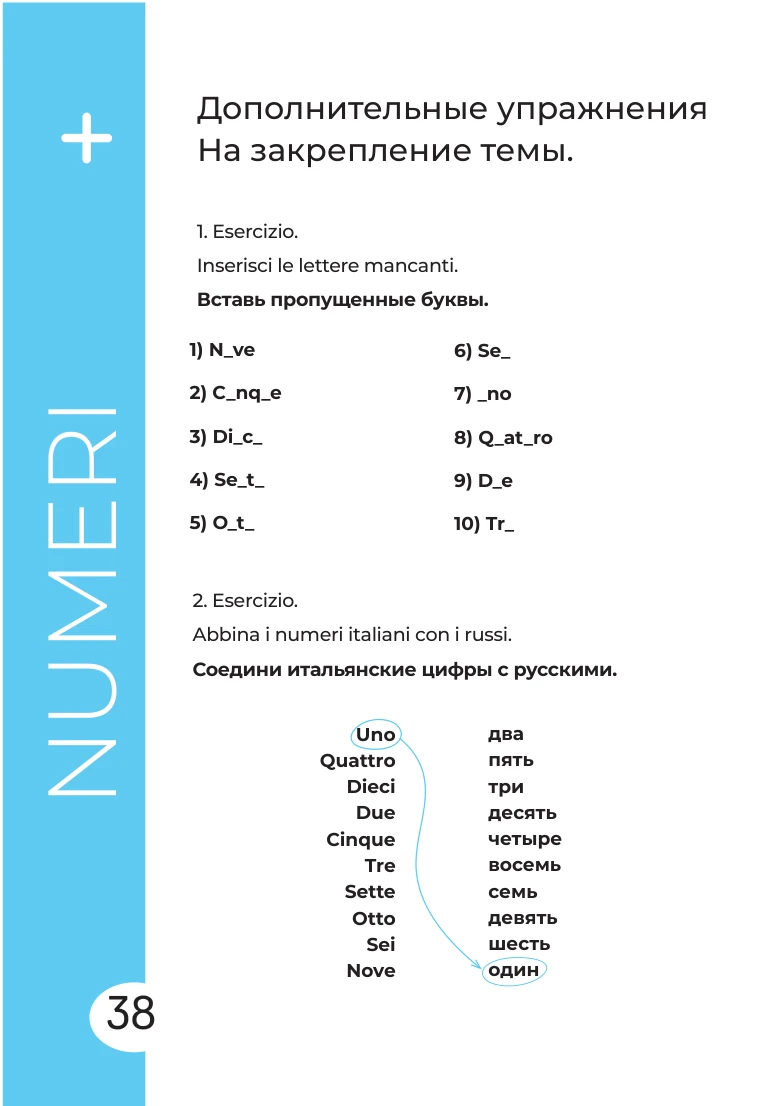 Дополнительные упражнения
На закрепление темы.
1. Esercizio.
Inserisci le lettere mancanti.
Вставь пропущенные буквы.
1) N_ve
2) C_nq_e
3) Di_c_
4) Se_t_
5) O_t_
6) Se_
7) _no
8) Q_at_ro
9) D_e
10) Tr_
2. Esercizio.
Abbina i numeri italiani con i russi.
Соедини итальянские цифры с русскими.
Uno два
Quattro пять
Dieci три
Due десять
Cinque четыре
Tre восемь
Sette семь
Otto девять
Sei шесть
Nove один
NUMERI
38